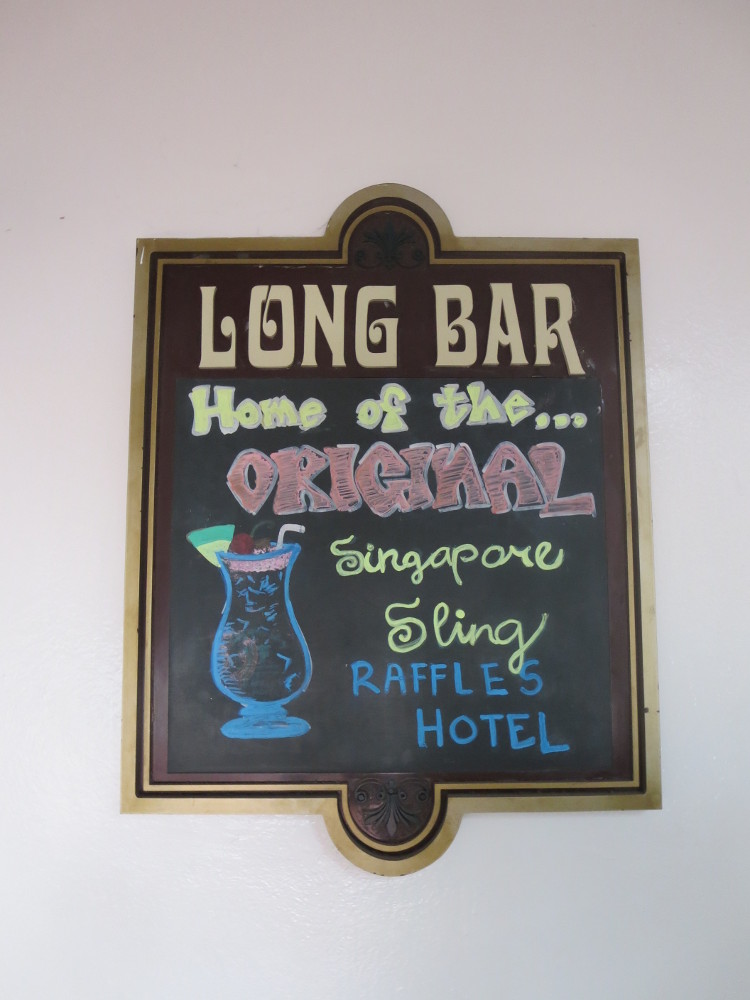 LONG BAR
Home of the...
ORIGINAL
Singapore
Sling
RAFFLES
HOTEL